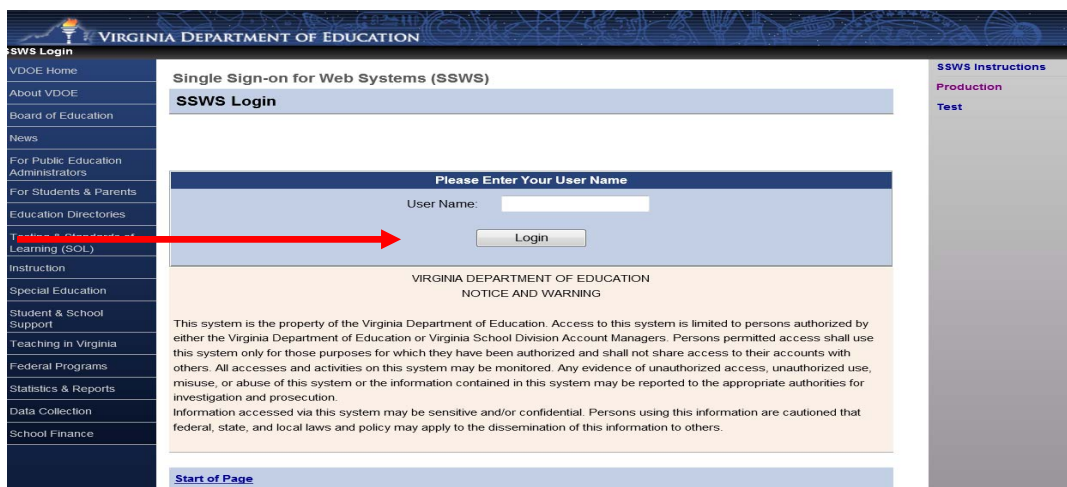 VIRGINIA DEPARTMENT OF EDUCATION
SSWS Login
VDOE Home
About VDOE
Board of Education
News
For Public Education
Administrators
For Students & Parents
Education Directories
Learning (SOL)
Instruction
Special Education
Student & School
Support
Teaching in Virginia
Federal Programs
Statistics & Reports
Data Collection
School Finance
Single Sign-on for Web Systems (SSWS)
SSWS Login
Please Enter Your User Name
User Name:
Login
VIRGINIA DEPARTMENT OF EDUCATION
NOTICE AND WARNING
This system is the property of the Virginia Department of Education. Access to this system is limited to persons authorized by
either the Virginia Department of Education or Virginia School Division Account Managers. Persons permitted access shall use
this system only for those purposes for which they have been authorized and shall not share access to their accounts with
others. All accesses and activities on this system may be monitored. Any evidence of unauthorized access, unauthorized use,
misuse, or abuse of this system or the information contained in this system may be reported to the appropriate authorities for
investigation and prosecution.
Information accessed via this system may be sensitive and/or confidential. Persons using this information are cautioned that
federal, state, and local laws and policy may apply to the dissemination of this information to others.
Start of Page
SSWS Instructions
Production
Test